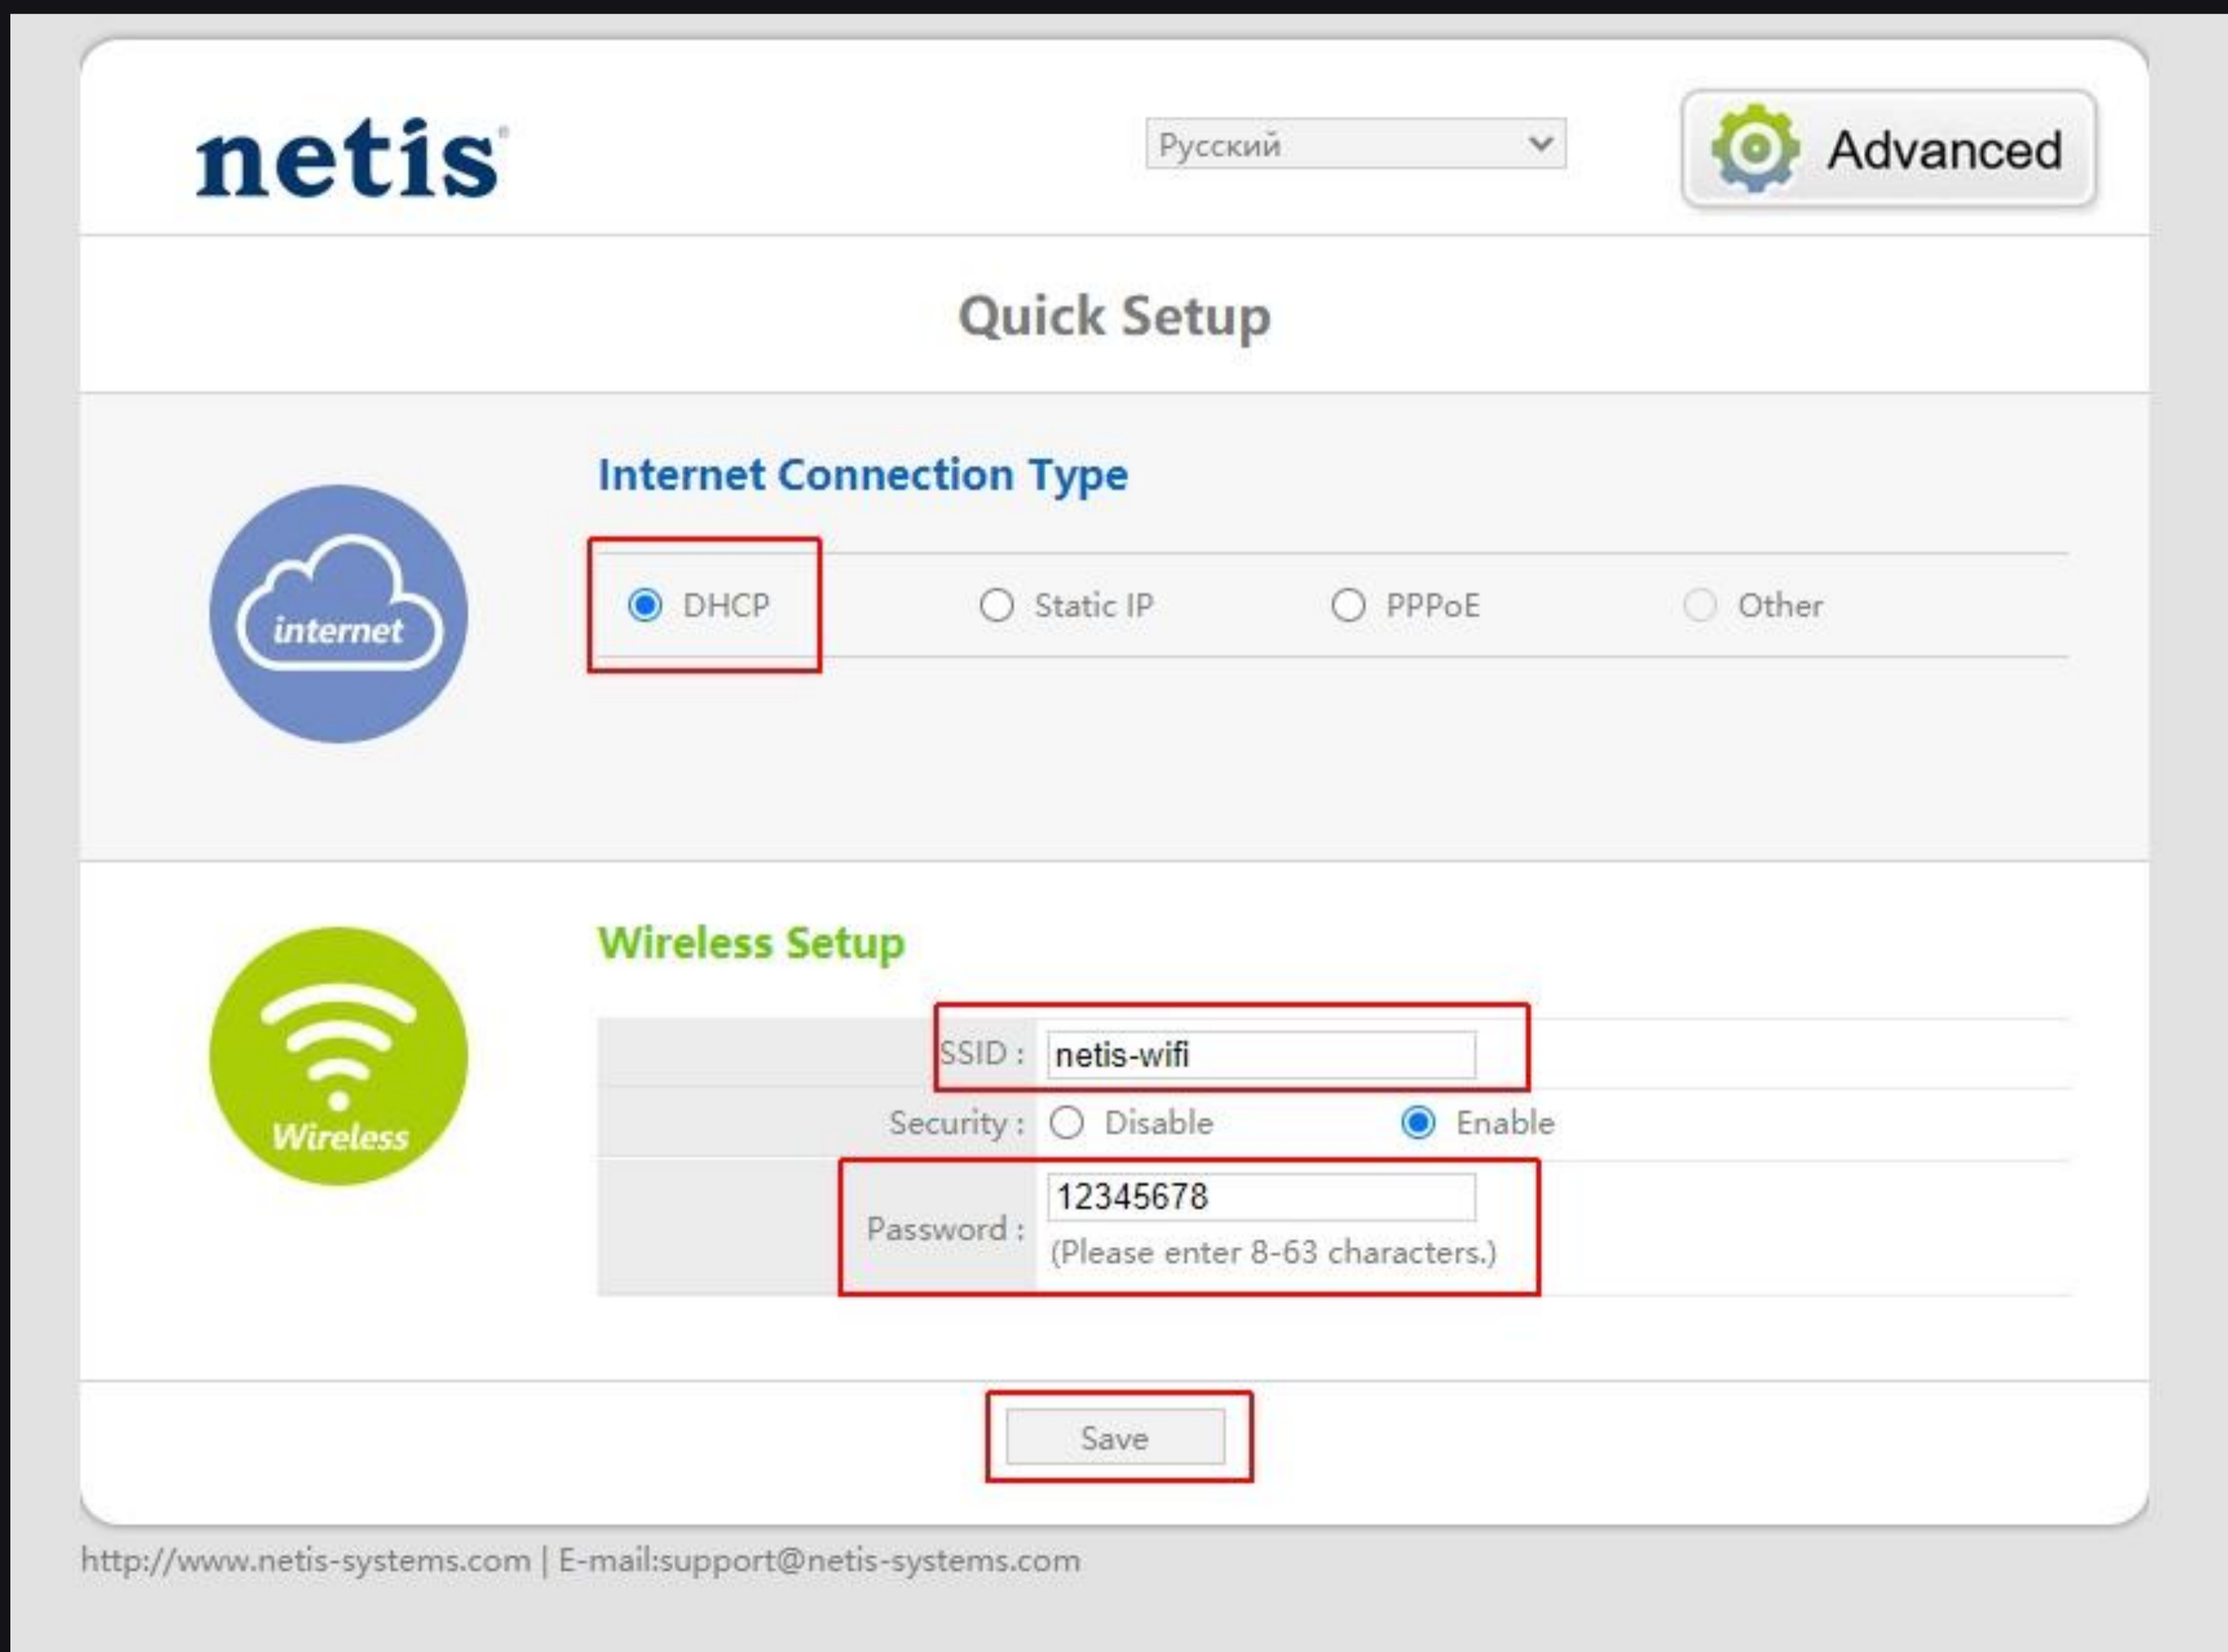 netis®
Русский
Advanced
Quick Setup
Internet Connection Type
internet
DHCP Static IP PPPoE Other
Wireless Setup
Wireless
SSID : netis-wifi
Security : Disable Enable
Password : 12345678
(Please enter 8-63 characters.)
Save
http://www.netis-systems.com | E-mail:support@netis-systems.com